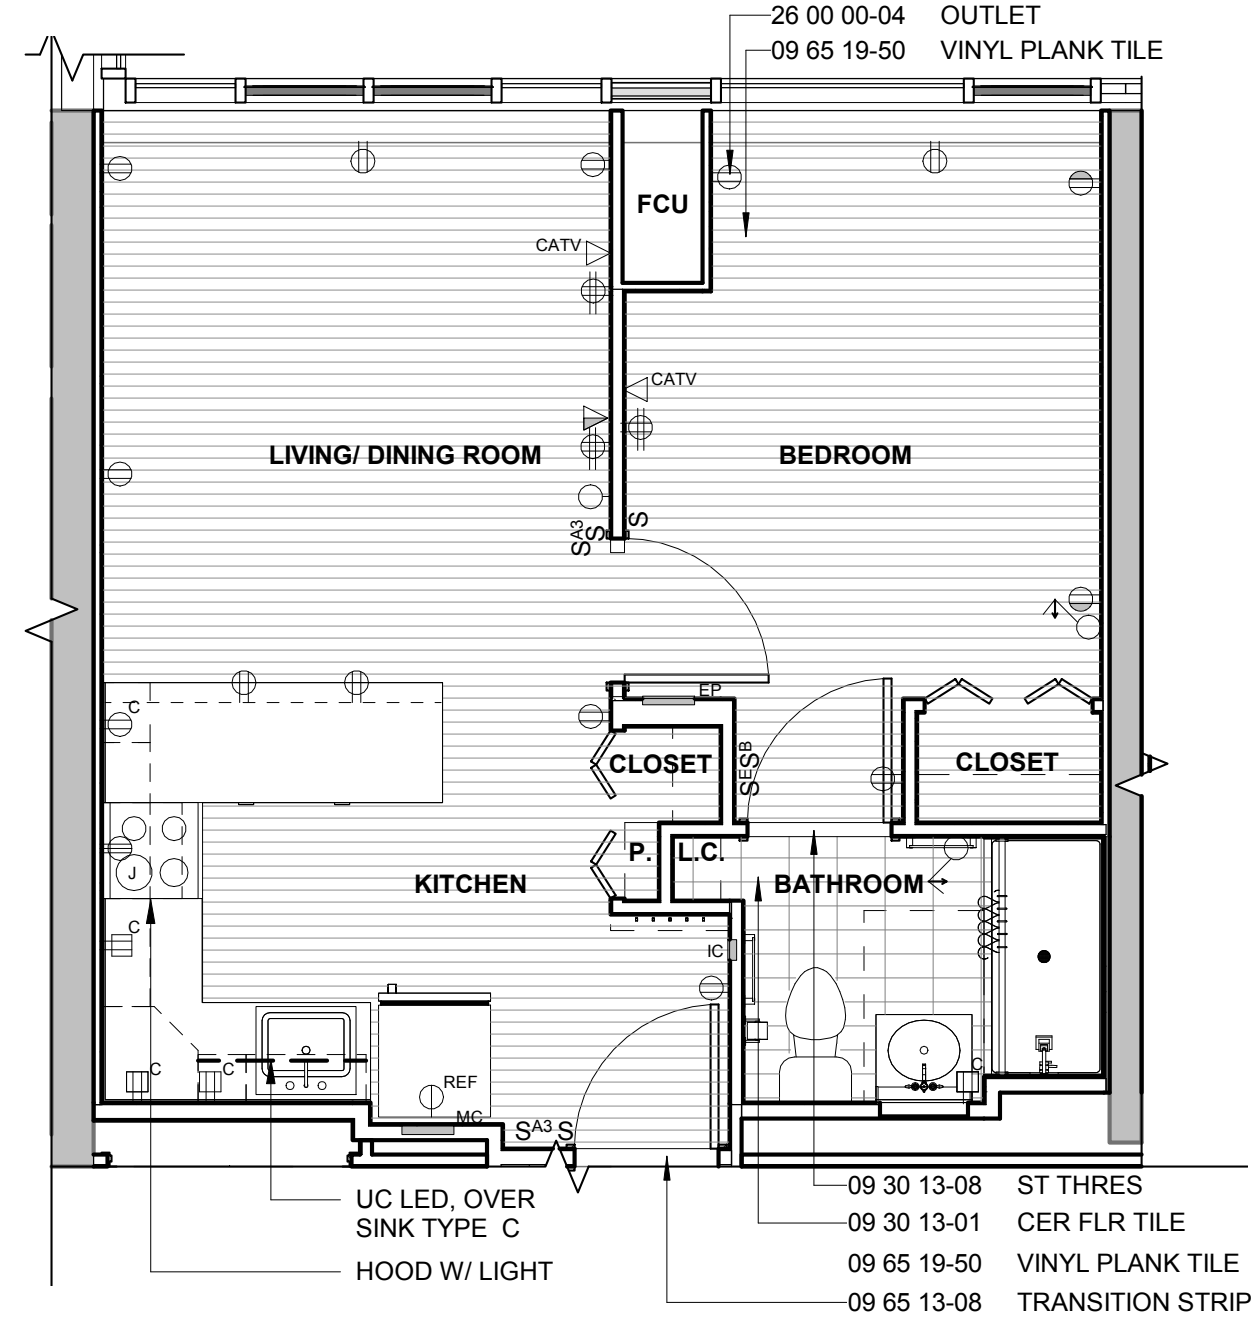 26 00 00-04 OUTLET
09 65 19-50 VINYL PLANK TILE
FCU
CATV
CATV
LIVING/ DINING ROOM
BEDROOM
S
SA3
S
EP
C
CLOSET
SESB
CLOSET
P.
L.C.
J
KITCHEN
BATHROOM
C
IC
C
C
REF
C
MC
SA3 S
UC LED, OVER
SINK TYPE C
HOOD W/ LIGHT
09 30 13-08 ST THRES
09 30 13-01 CER FLR TILE
09 65 19-50 VINYL PLANK TILE
09 65 13-08 TRANSITION STRIP